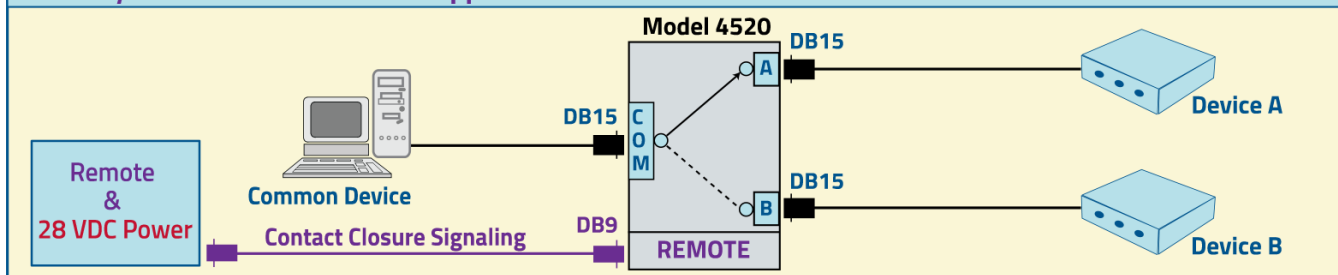 Model 4520
DB15
A
Device A
DB15
C
O
M
Common Device
Remote
&
28 VDC Power
Contact Closure Signaling
DB9
REMOTE
DB15
B
Device B